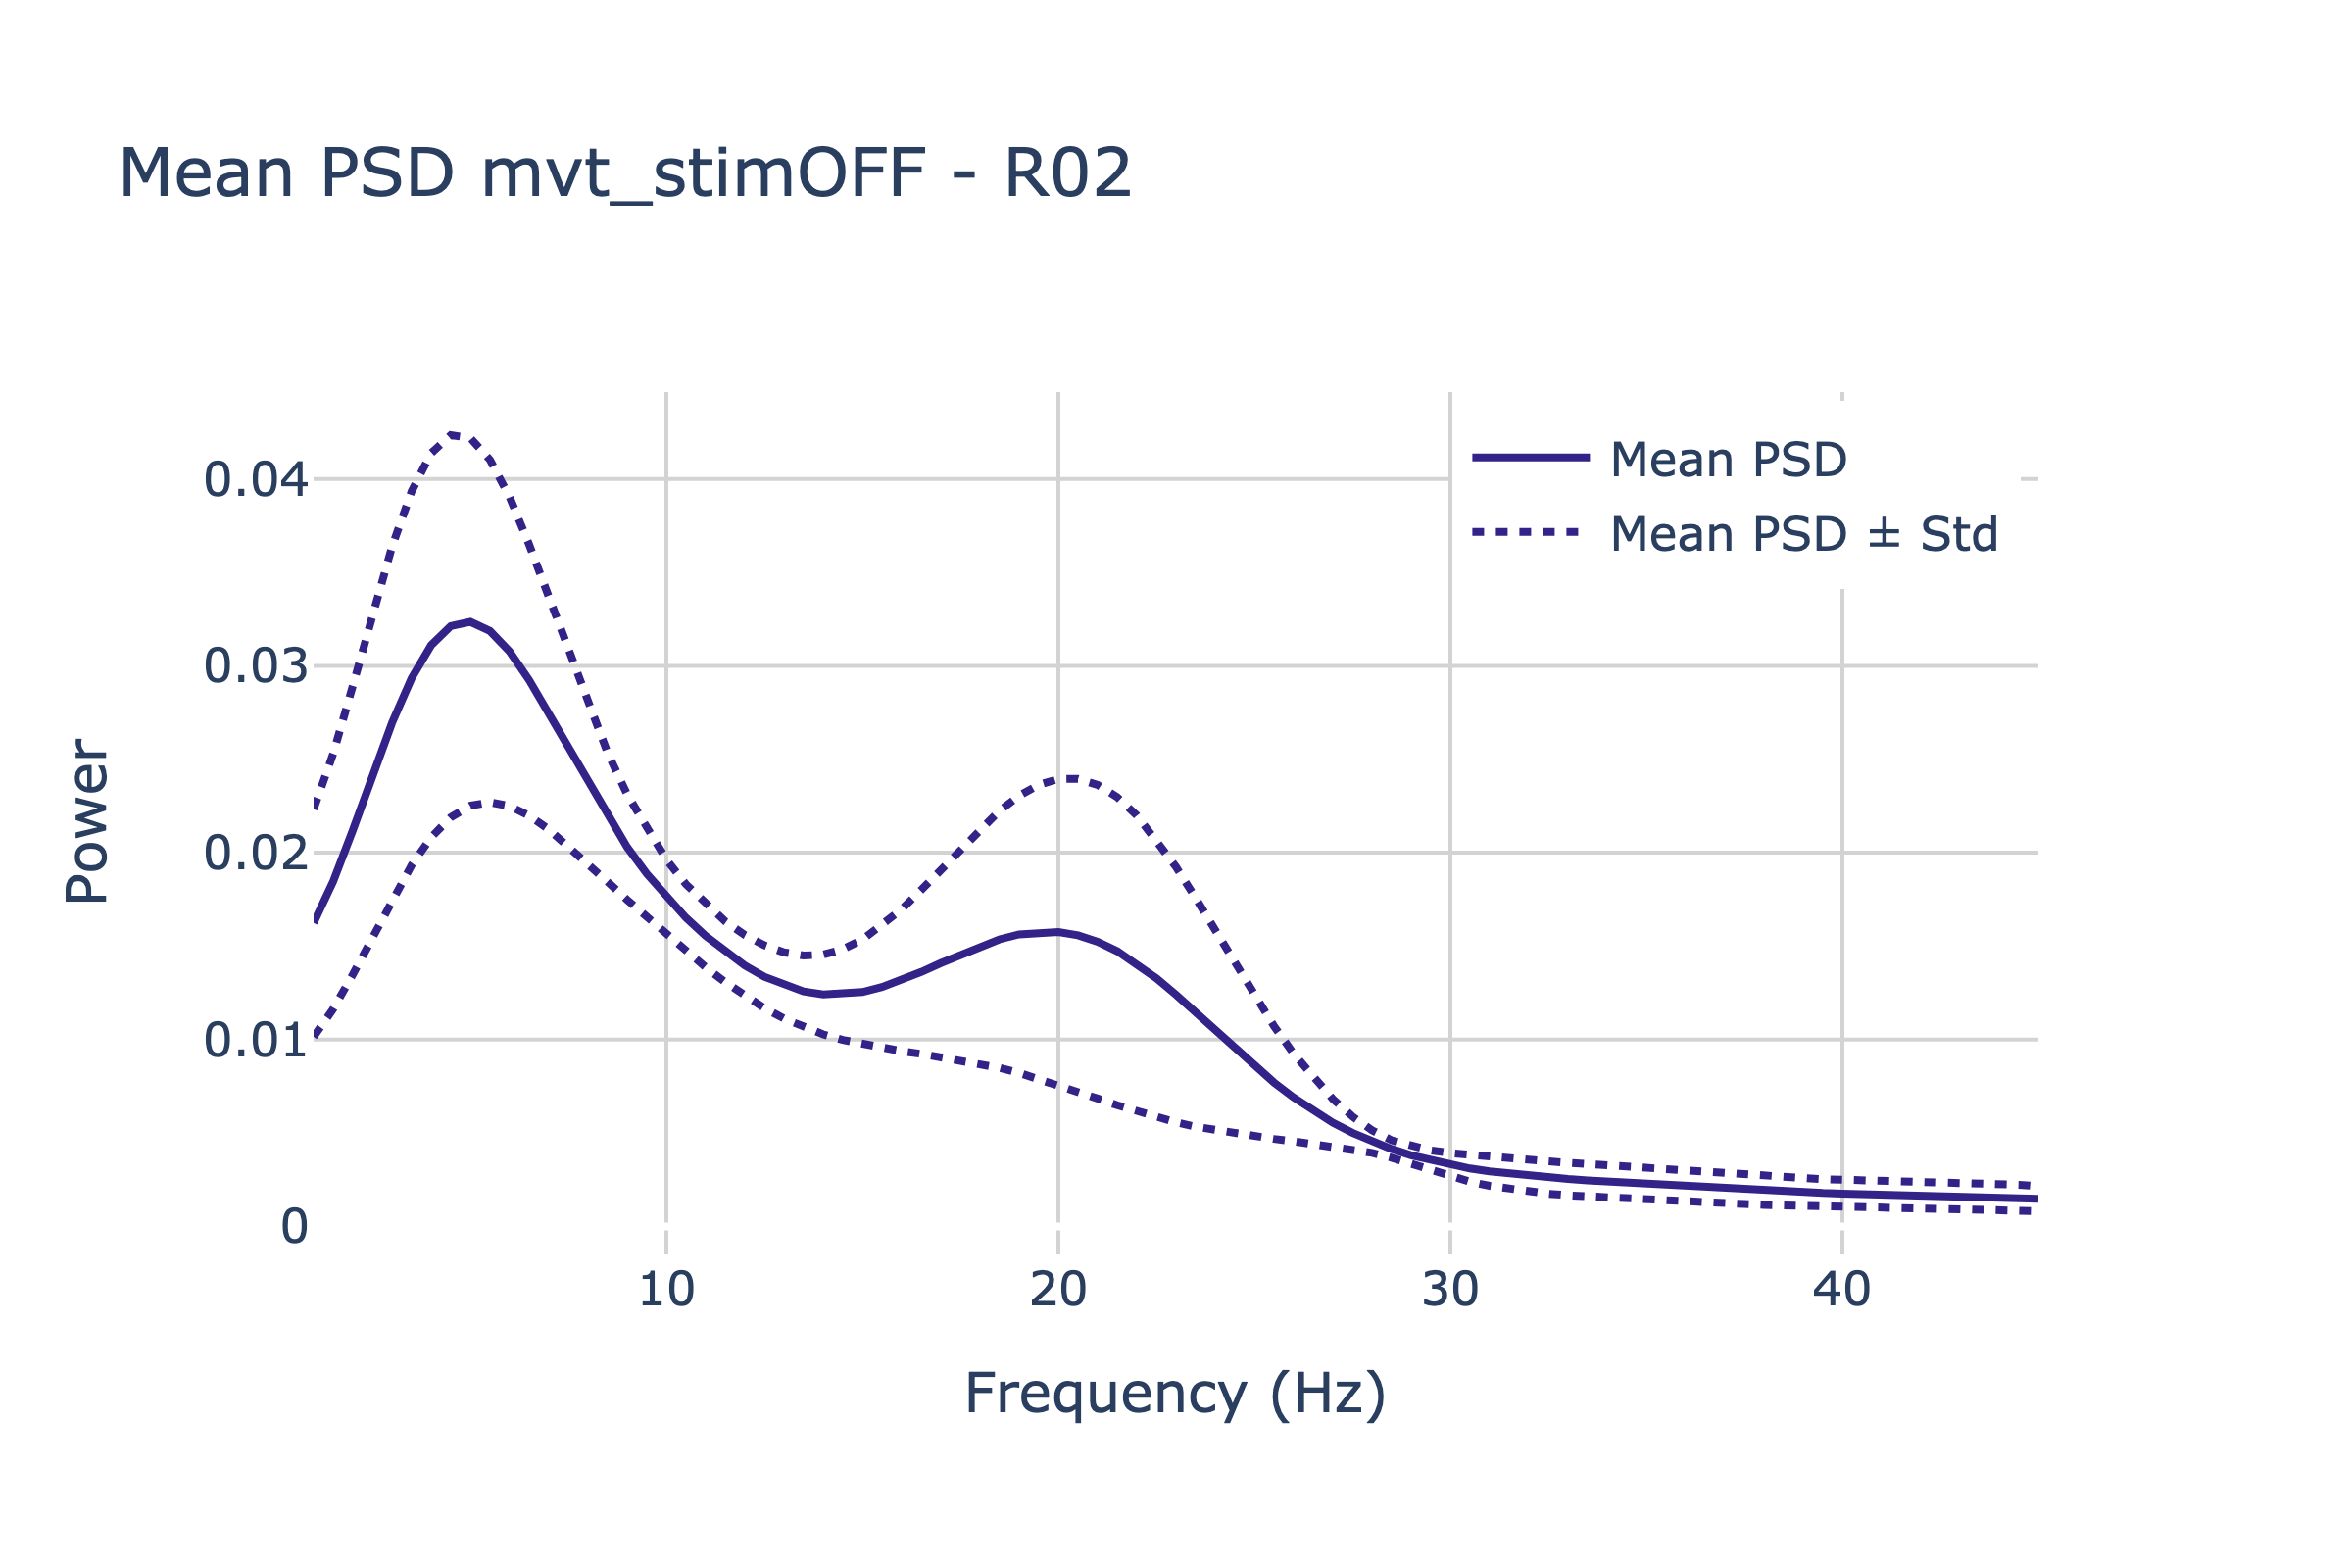 Mean PSD mvt_stimOFF - R02
Mean PSD
Mean PSD ± Std
Power
0.04
0.03
0.02
0.01
0
10
20
30
40
Frequency (Hz)